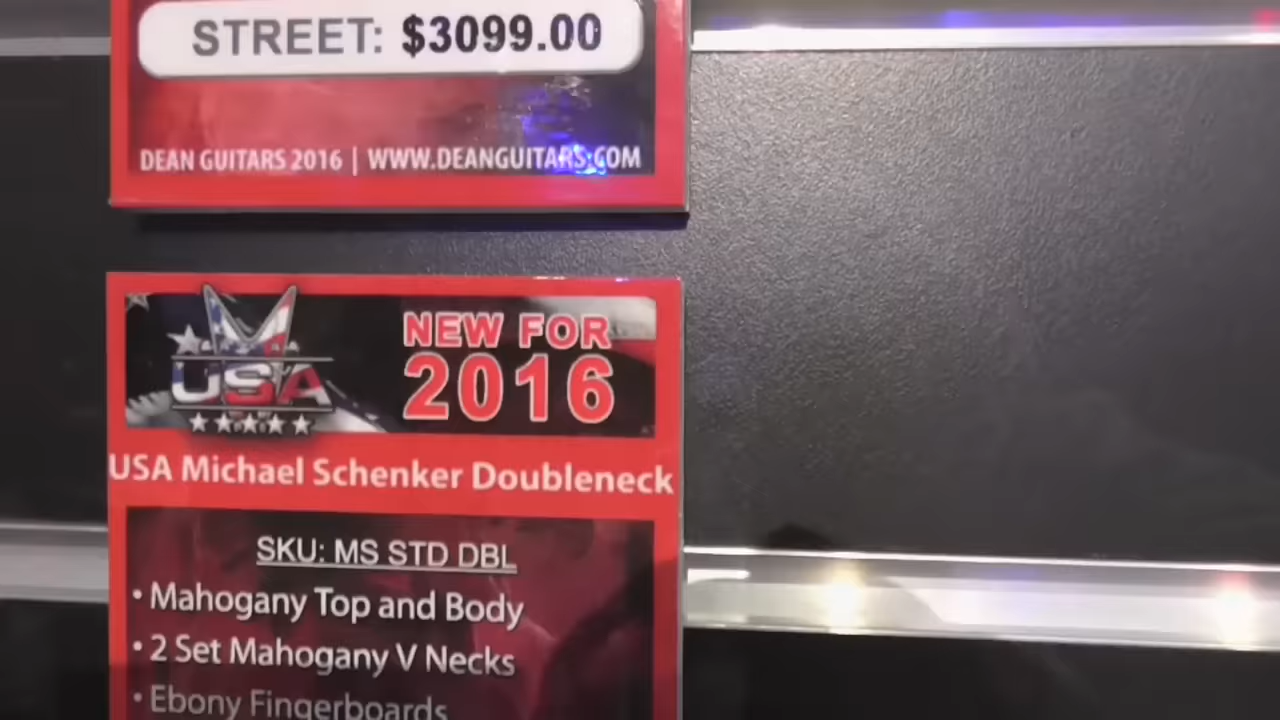 STREET: $3099.00
DEAN GUITARS 2016 | WWW.DEANGUITARS.COM
NEW FOR
2016
USA
USA Michael Schenker Doubleneck
SKU: MS STD DBL
• Mahogany Top and Body
• 2 Set Mahogany V Necks
• Ebony Fingerboards